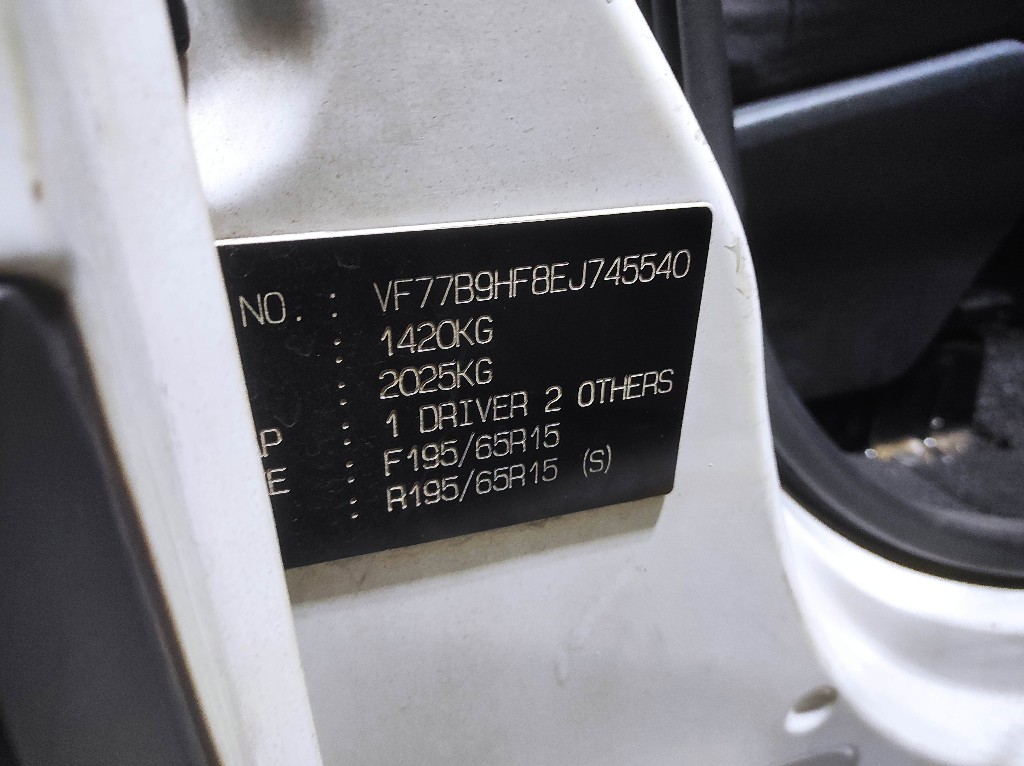 NO. : VF77B9HF8EJ745540
: 1420KG
: 2025KG
P : 1 DRIVER 2 OTHERS
E : F195/65R15
: R195/65R15 (S)